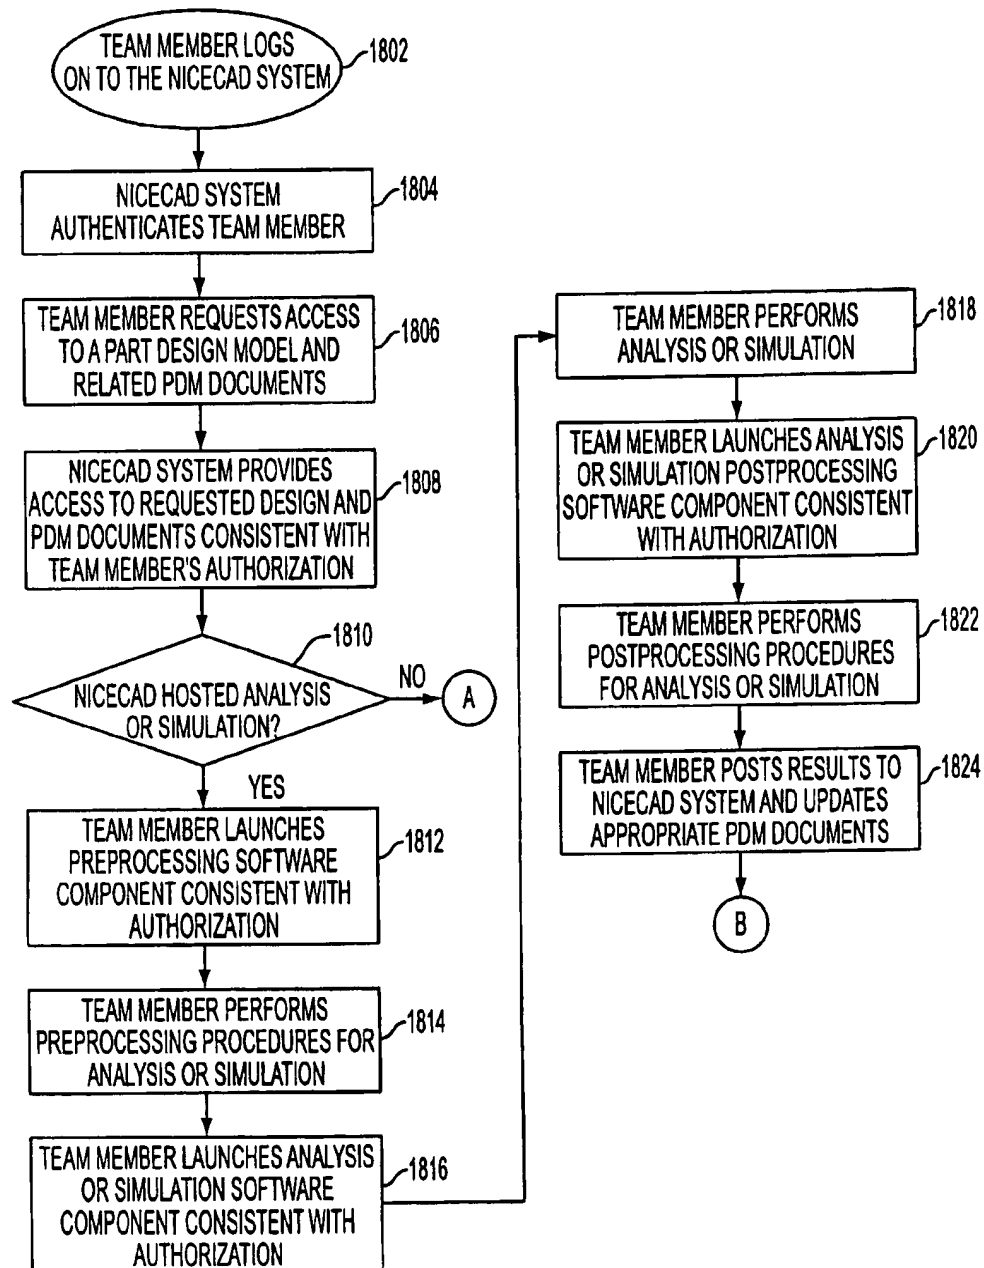 TEAM MEMBER LOGS
ON TO THE NICECAD SYSTEM
1802
NICECAD SYSTEM
AUTHENTICATES TEAM MEMBER
1804
TEAM MEMBER REQUESTS ACCESS
TO A PART DESIGN MODEL AND
RELATED PDM DOCUMENTS
1806
NICECAD SYSTEM PROVIDES
ACCESS TO REQUESTED DESIGN AND
PDM DOCUMENTS CONSISTENT WITH
TEAM MEMBER'S AUTHORIZATION
1808
1810
NICECAD HOSTED ANALYSIS
OR SIMULATION?
NO
A
YES
TEAM MEMBER LAUNCHES
PREPROCESSING SOFTWARE
COMPONENT CONSISTENT WITH
AUTHORIZATION
1812
TEAM MEMBER PERFORMS
PREPROCESSING PROCEDURES FOR
ANALYSIS OR SIMULATION
1814
TEAM MEMBER LAUNCHES ANALYSIS
OR SIMULATION SOFTWARE
COMPONENT CONSISTENT WITH
AUTHORIZATION
1816
TEAM MEMBER PERFORMS
ANALYSIS OR SIMULATION
1818
TEAM MEMBER LAUNCHES ANALYSIS
OR SIMULATION POSTPROCESSING
SOFTWARE COMPONENT CONSISTENT
WITH AUTHORIZATION
1820
TEAM MEMBER PERFORMS
POSTPROCESSING PROCEDURES
FOR ANALYSIS OR SIMULATION
1822
TEAM MEMBER POSTS RESULTS TO
NICECAD SYSTEM AND UPDATES
APPROPRIATE PDM DOCUMENTS
1824
B